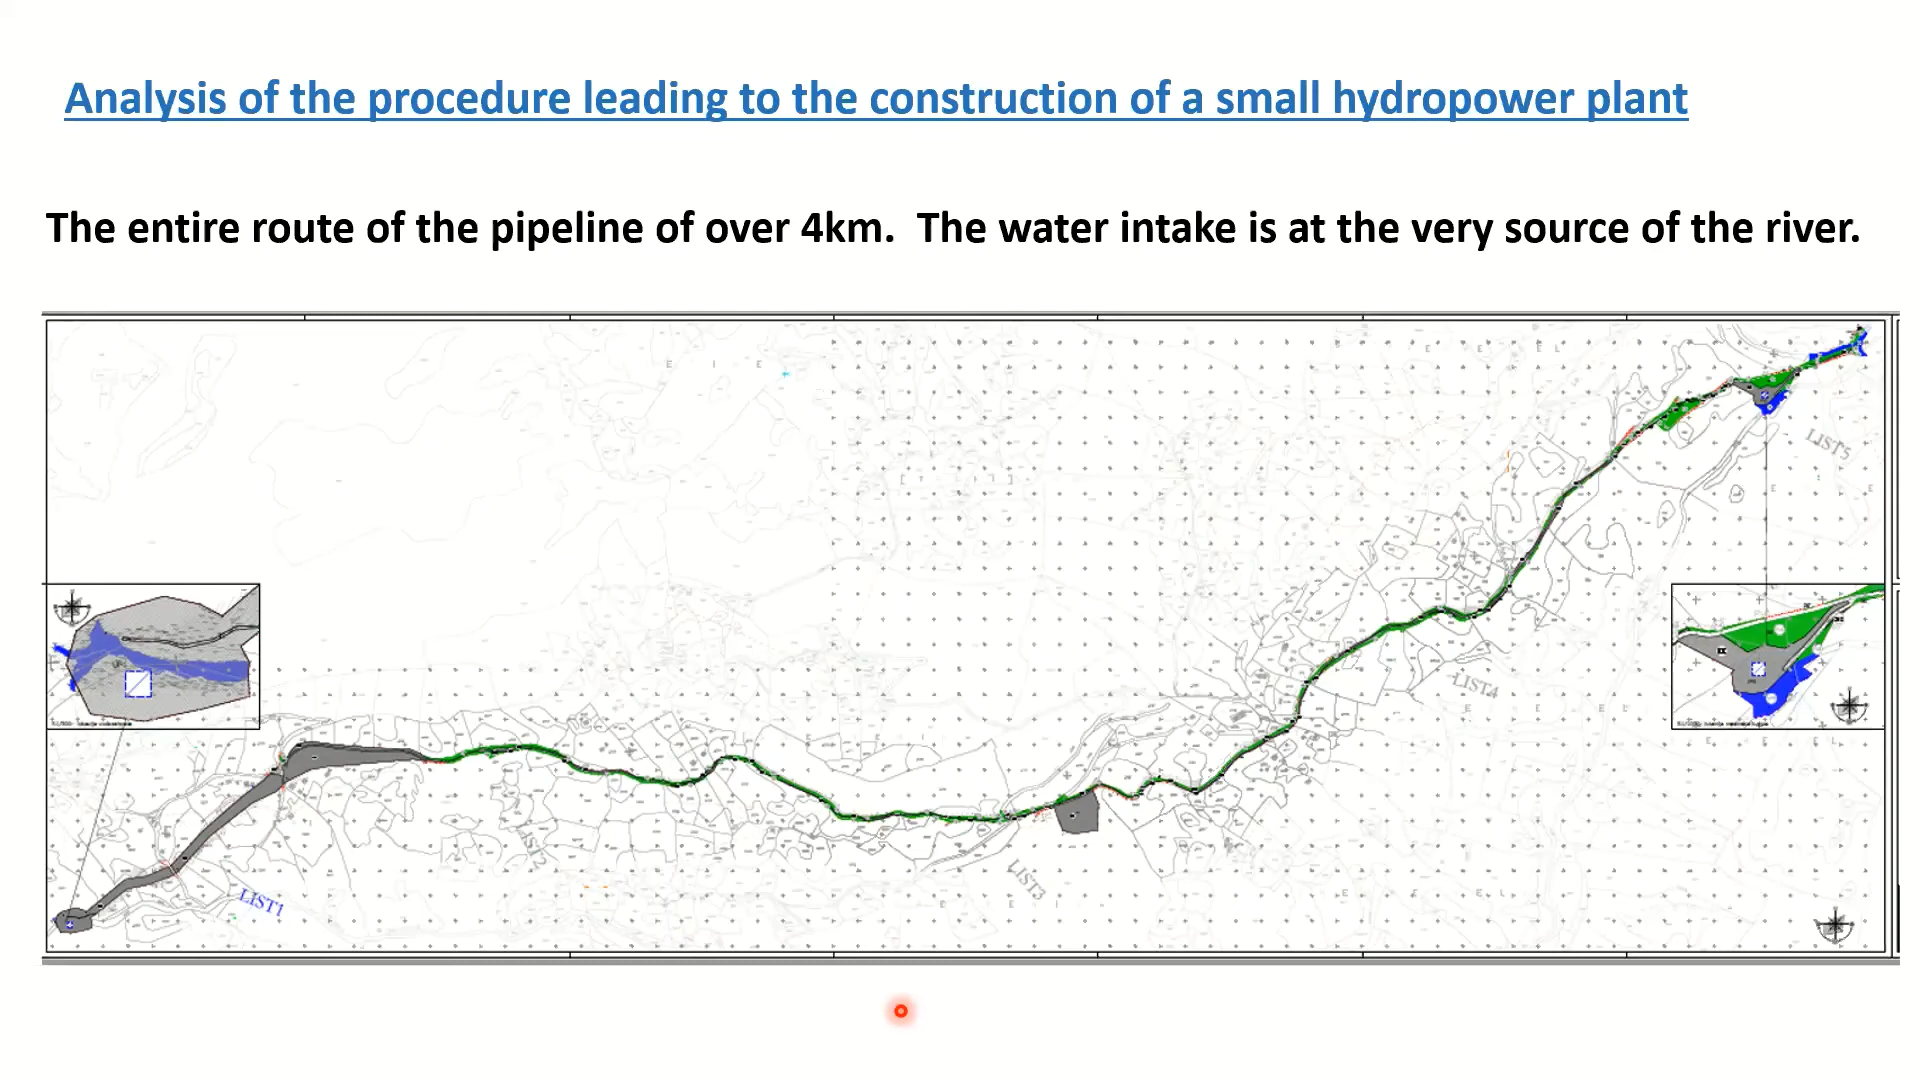 Analysis of the procedure leading to the construction of a small hydropower plant
The entire route of the pipeline of over 4km.  The water intake is at the very source of the river.
LIST5
LIST4
LIST3
LIST2
LIST1